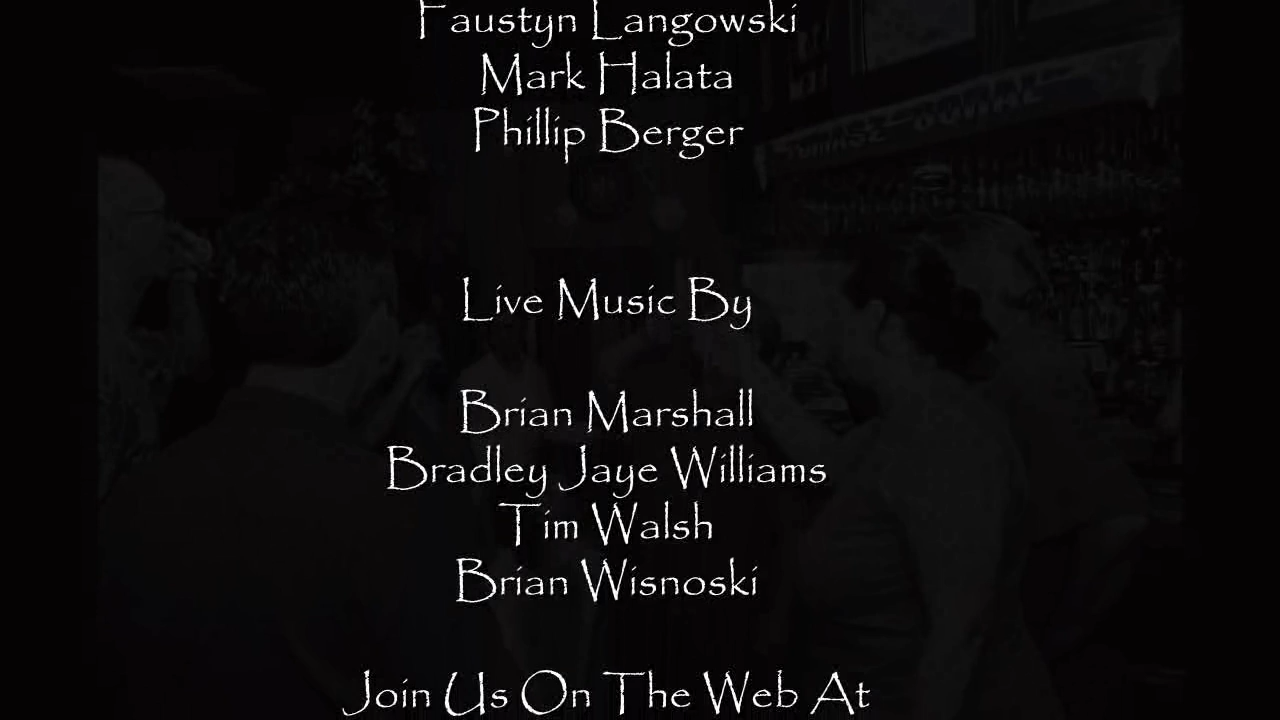 Faustyn Langowski
Mark Halata
Phillip Berger
Live Music By
Brian Marshall
Bradley Jaye Williams
Tim Walsh
Brian Wisnoski
Join Us On The Web At